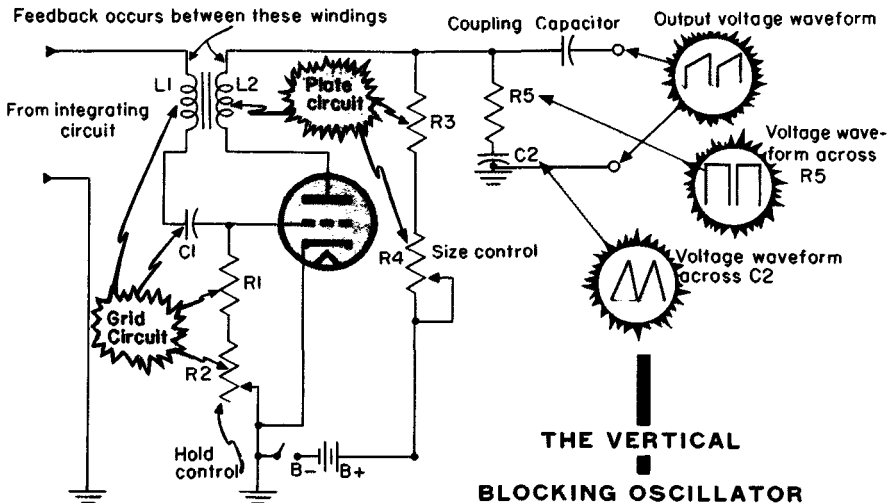 Feedback occurs between these windings
Coupling Capacitor
Output voltage waveform
L1
L2
Plate
circuit
From integrating
circuit
R3
R5
C2
Voltage wave-
form across
R5
C1
R1
R4
Size control
Voltage waveform
across C2
Grid
Circuit
R2
Hold
control
B-
B+
THE VERTICAL
BLOCKING OSCILLATOR